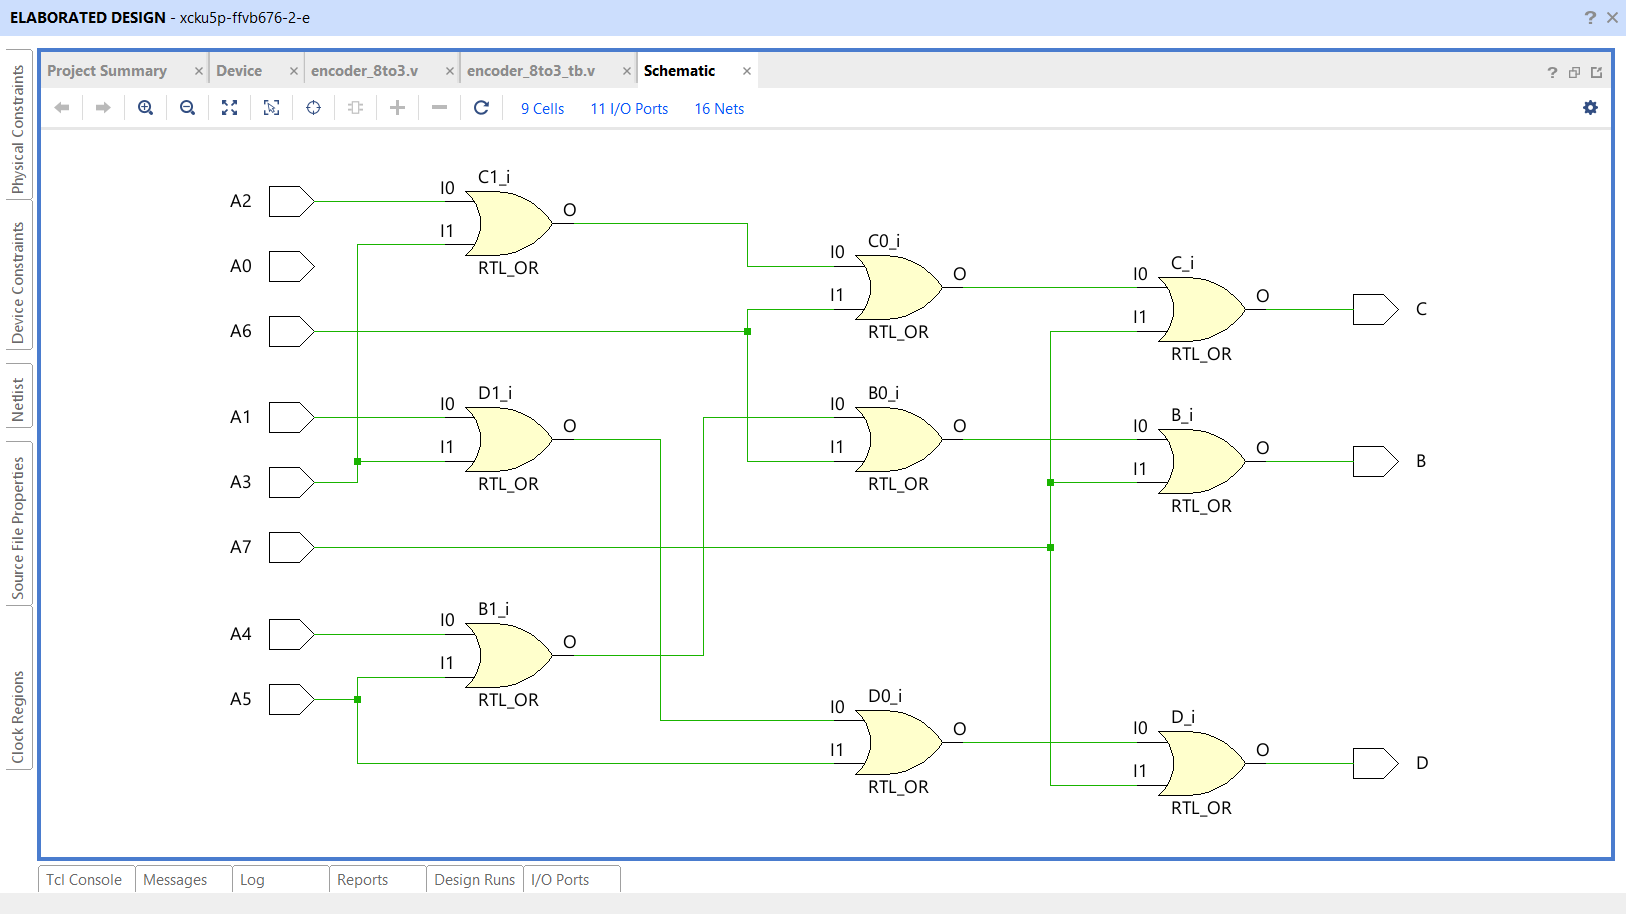 ELABORATED DESIGN - xcku5p-ffvb676-2-e
Physical Constraints
Device Constraints
Netlist
Source File Properties
Clock Regions
Project Summary
Device
encoder_8to3.v
encoder_8to3_tb.v
Schematic
9 Cells
11 I/O Ports
16 Nets
A2
A0
A6
A1
A3
A7
A4
A5
C1_i
I0
I1
O
RTL_OR
D1_i
I0
I1
O
RTL_OR
B1_i
I0
I1
O
RTL_OR
C0_i
I0
I1
O
RTL_OR
B0_i
I0
I1
O
RTL_OR
D0_i
I0
I1
O
RTL_OR
C_i
I0
I1
O
RTL_OR
C
B_i
I0
I1
O
RTL_OR
B
D_i
I0
I1
O
RTL_OR
D
Tcl Console
Messages
Log
Reports
Design Runs
I/O Ports